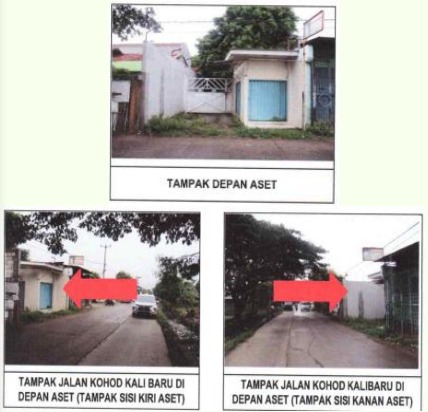 TAMPAK DEPAN ASET
TAMPAK JALAN KOHOD KALI BARU DI
DEPAN ASET (TAMPAK SISI KIRI ASET)
TAMPAK JALAN KOHOD KALIBARU DI
DEPAN ASET (TAMPAK SISI KANAN ASET)